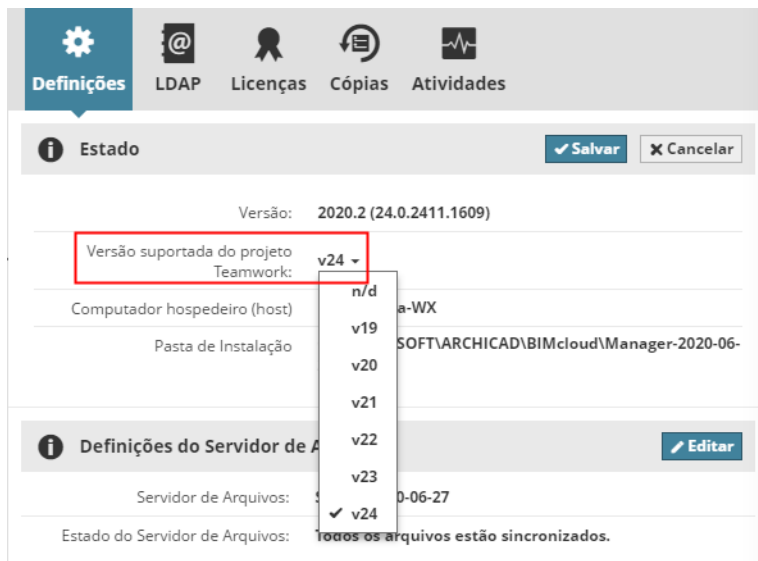 Definições LDAP Licenças Cópias Atividades
Estado Salvar Cancelar
Versão: 2020.2 (24.0.2411.1609)
Versão suportada do projeto
Teamwork: v24
n/d
Computador hospedeiro (host) a-WX
v19
Pasta de Instalação SOFT\ARCHICAD\BIMcloud\Manager-2020-06-
v20
v21
v22
Definições do Servidor de Editar
v23
Servidor de Arquivos: 0-06-27
v24
Estado do Servidor de Arquivos: Todos os arquivos estão sincronizados.